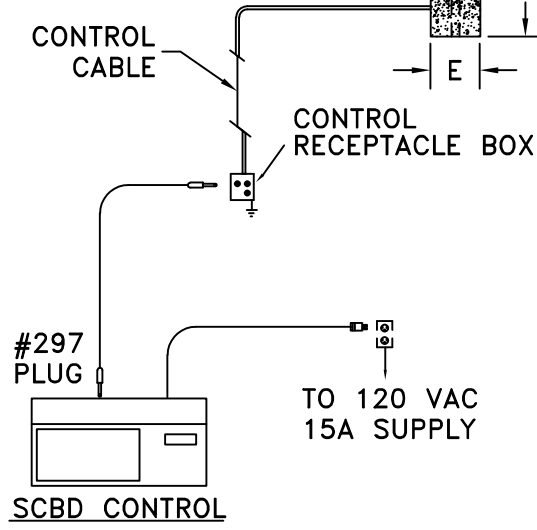 CONTROL
CABLE
E
CONTROL
RECEPTACLE BOX
#297
PLUG
TO 120 VAC
15A SUPPLY
SCBD CONTROL